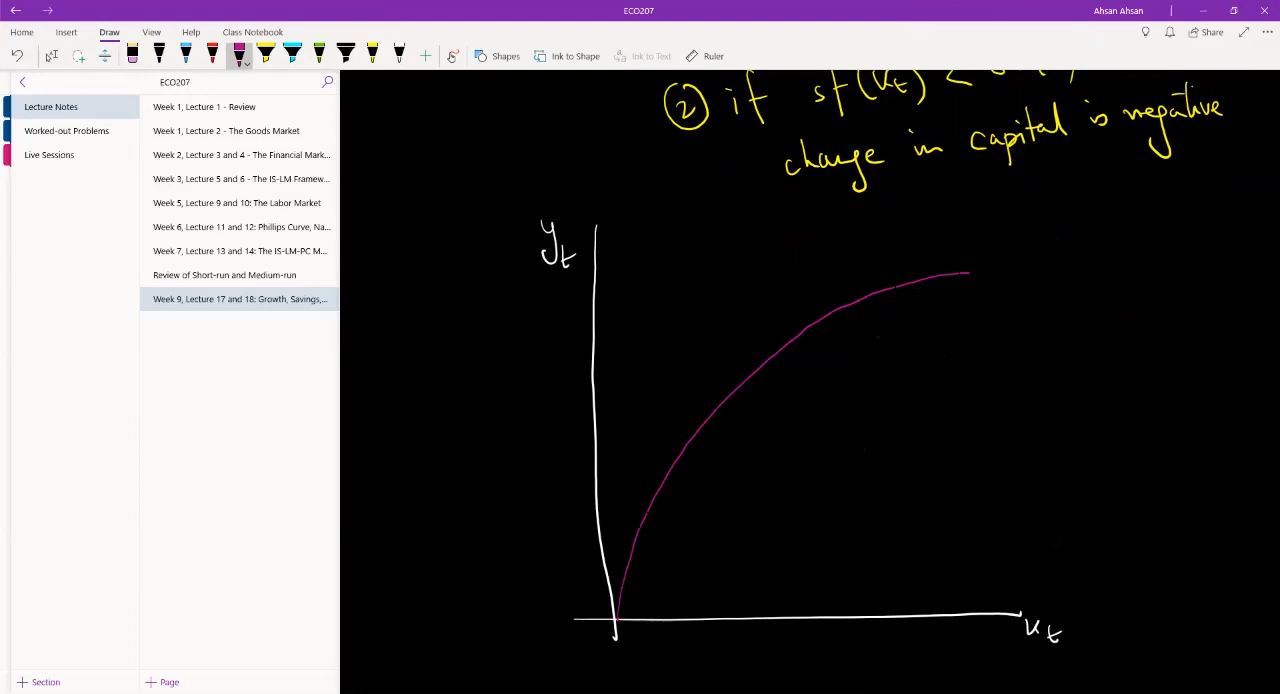 ECO207
Ahsan Ahsan
Home Insert Draw View Help Class Notebook
Share
Shapes Ink to Shape Ink to Text Ruler
ECO207
Lecture Notes
Worked-out Problems
Live Sessions
Week 1, Lecture 1 - Review
Week 1, Lecture 2 - The Goods Market
Week 2, Lecture 3 and 4 - The Financial Mark...
Week 3, Lecture 5 and 6 - The IS-LM Framew...
Week 5, Lecture 9 and 10: The Labor Market
Week 6, Lecture 11 and 12: Phillips Curve, Na...
Week 7, Lecture 13 and 14: The IS-LM-PC M...
Review of Short-run and Medium-run
Week 9, Lecture 17 and 18: Growth, Savings,...
Section
Page
② if sf(Kt) <
change in capital is negative
yt
Kt